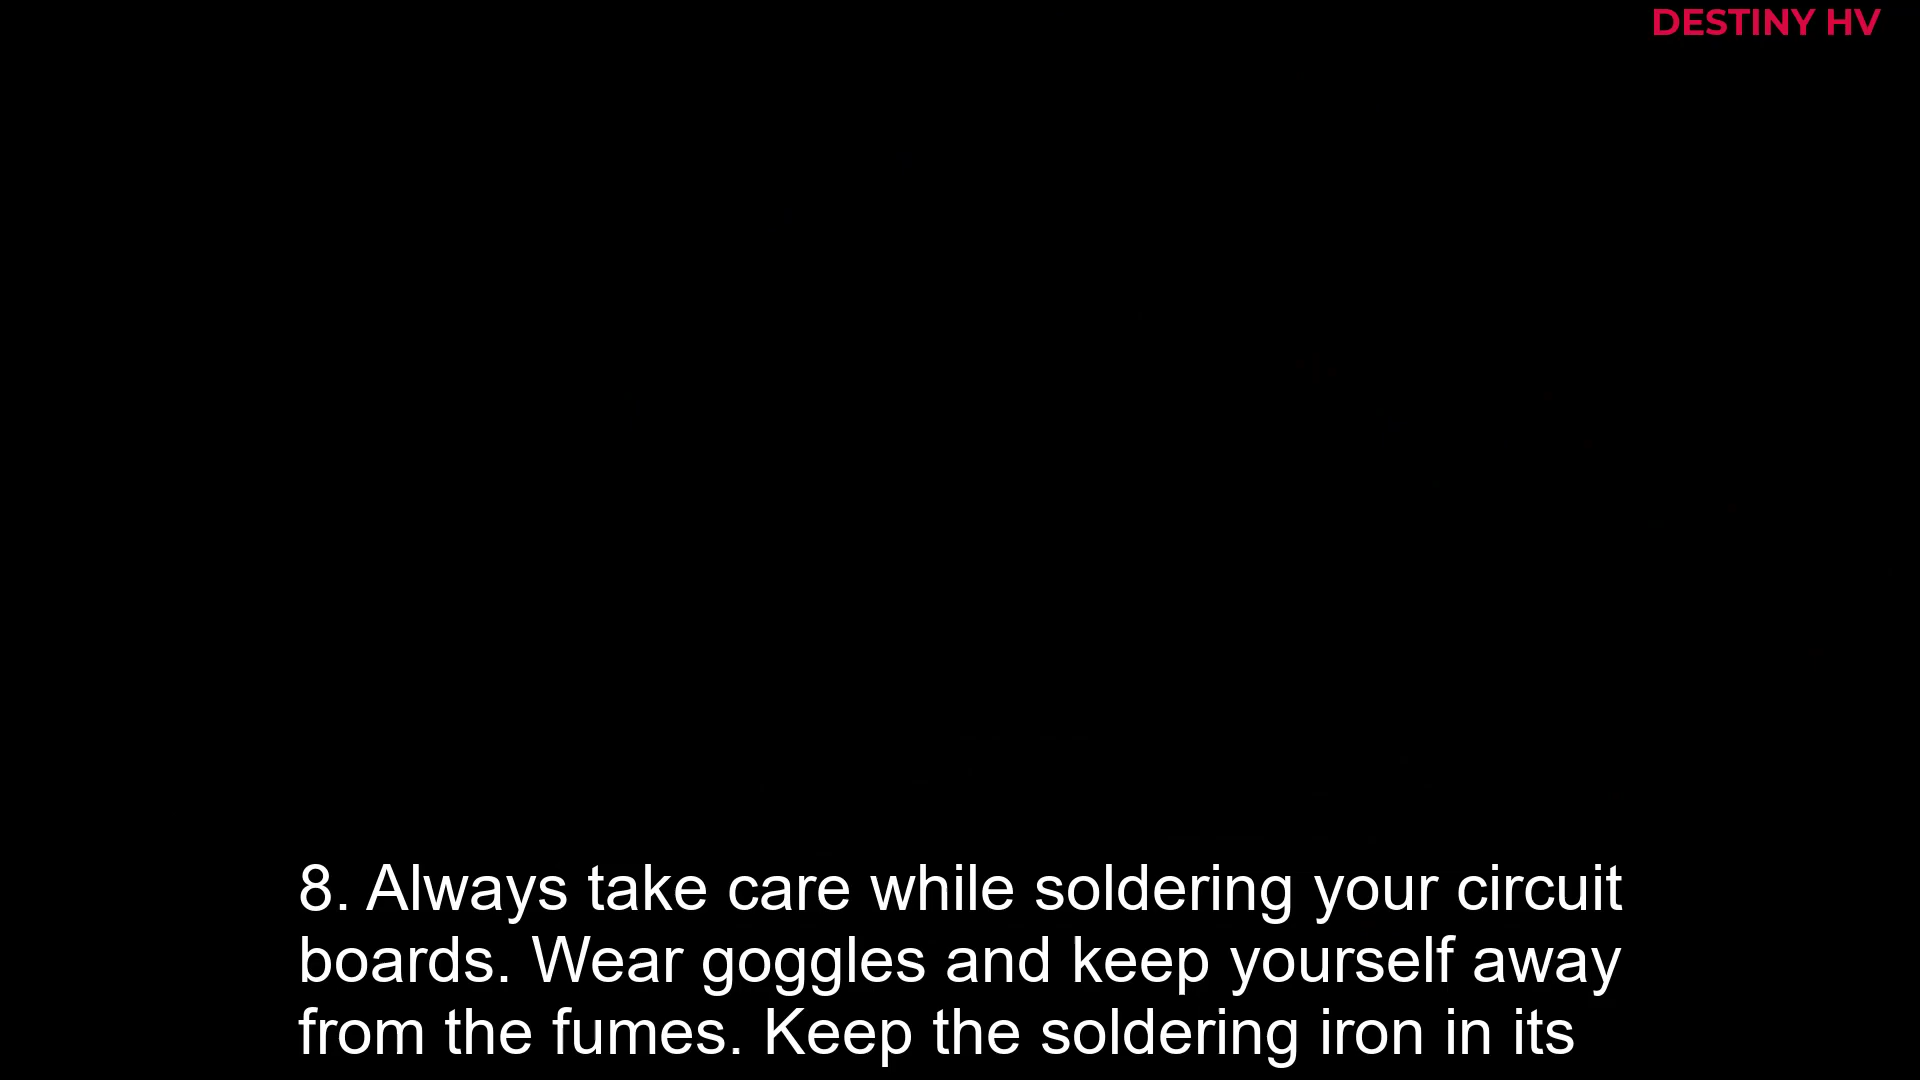 DESTINY HV
8. Always take care while soldering your circuit
boards. Wear goggles and keep yourself away
from the fumes. Keep the soldering iron in its